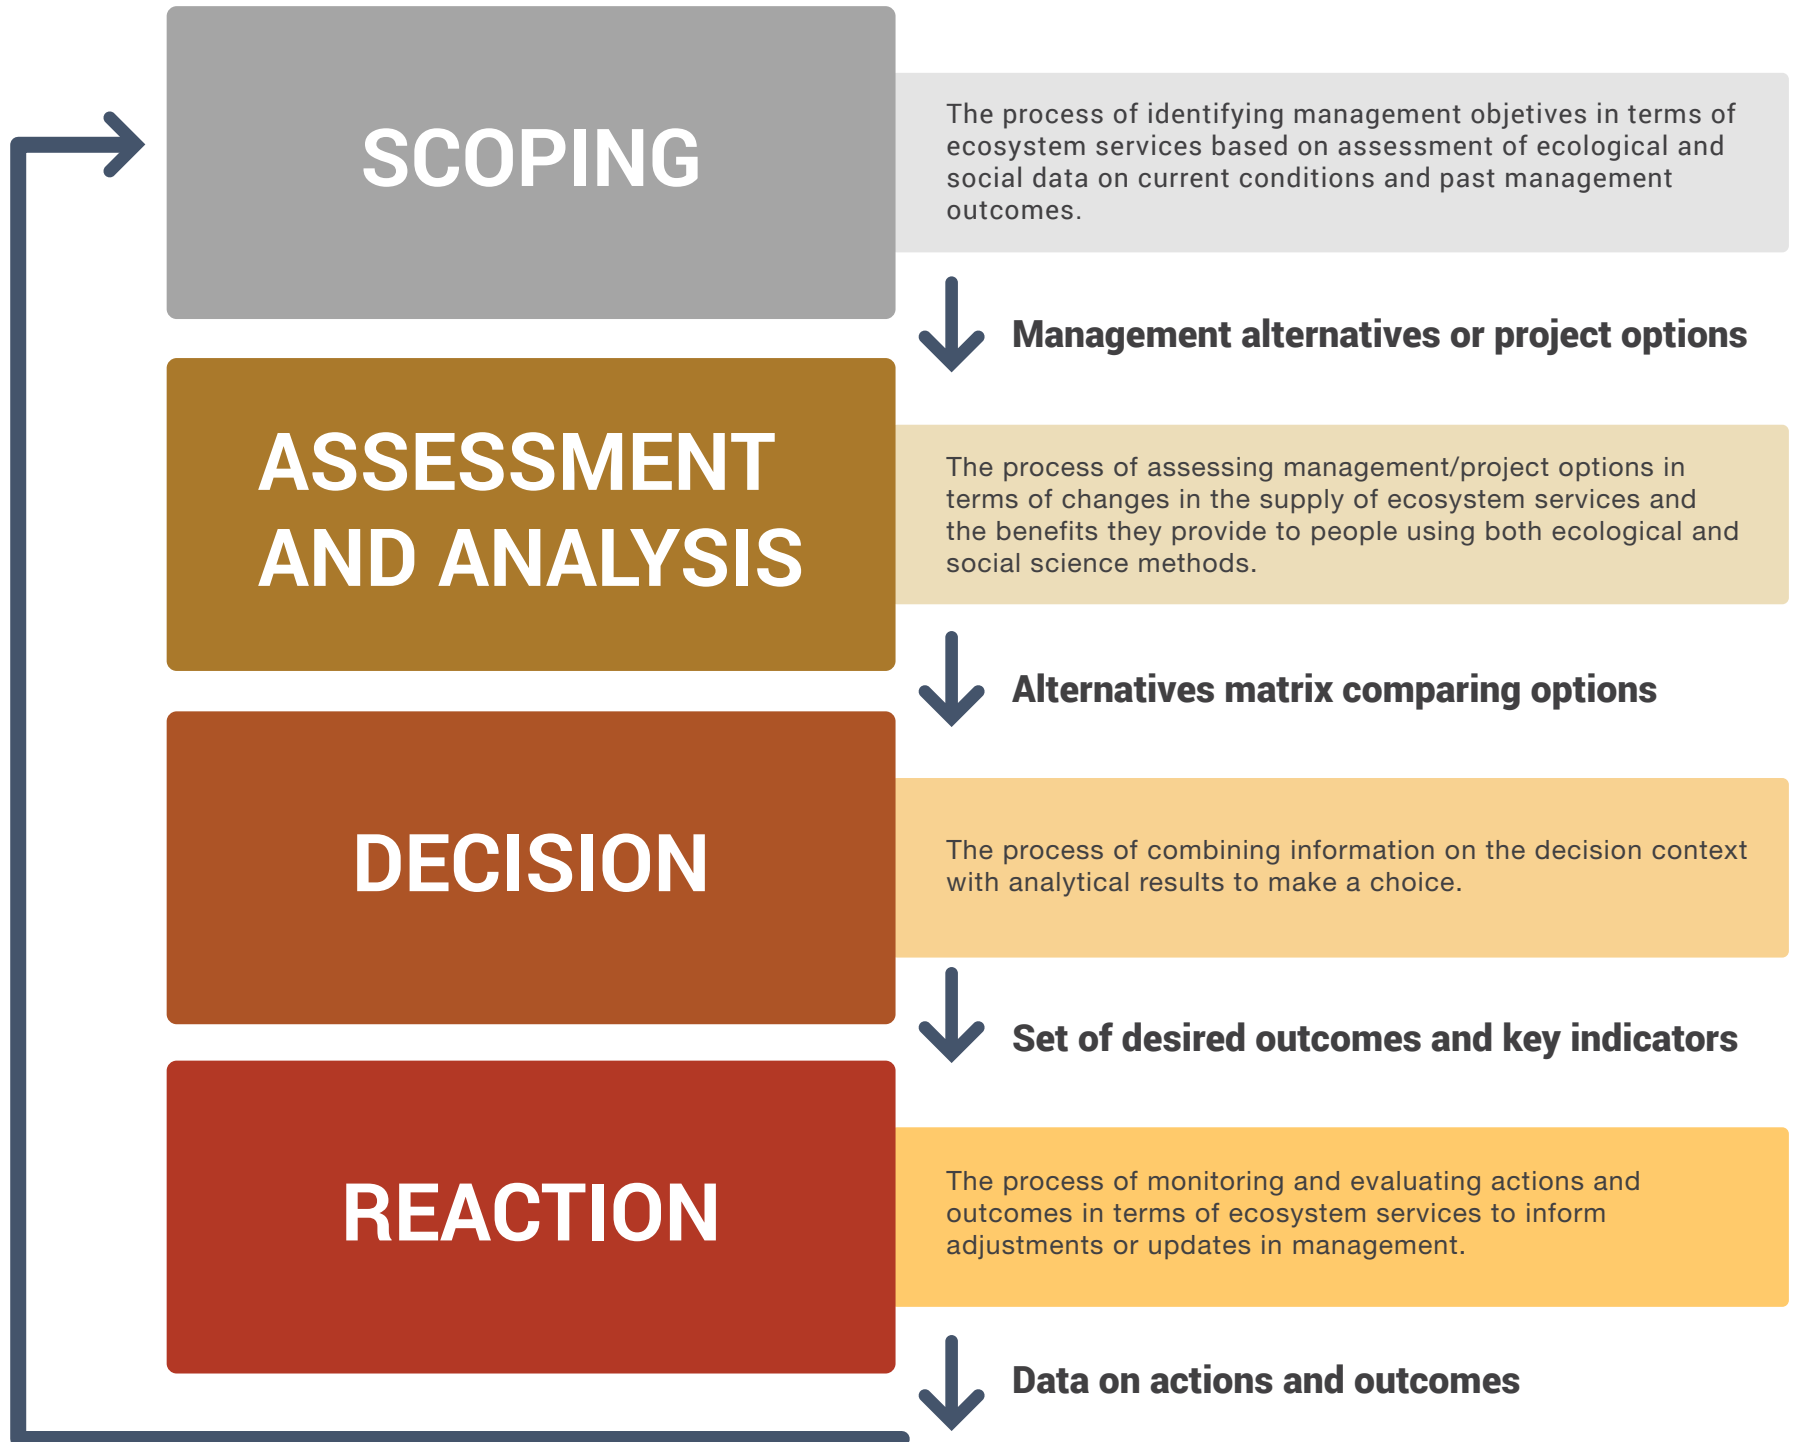 SCOPING
The process of identifying management objetives in terms of
ecosystem services based on assessment of ecological and
social data on current conditions and past management
outcomes.
Management alternatives or project options
ASSESSMENT
AND ANALYSIS
The process of assessing management/project options in
terms of changes in the supply of ecosystem services and
the benefits they provide to people using both ecological and
social science methods.
Alternatives matrix comparing options
DECISION
The process of combining information on the decision context
with analytical results to make a choice.
Set of desired outcomes and key indicators
REACTION
The process of monitoring and evaluating actions and
outcomes in terms of ecosystem services to inform
adjustments or updates in management.
Data on actions and outcomes